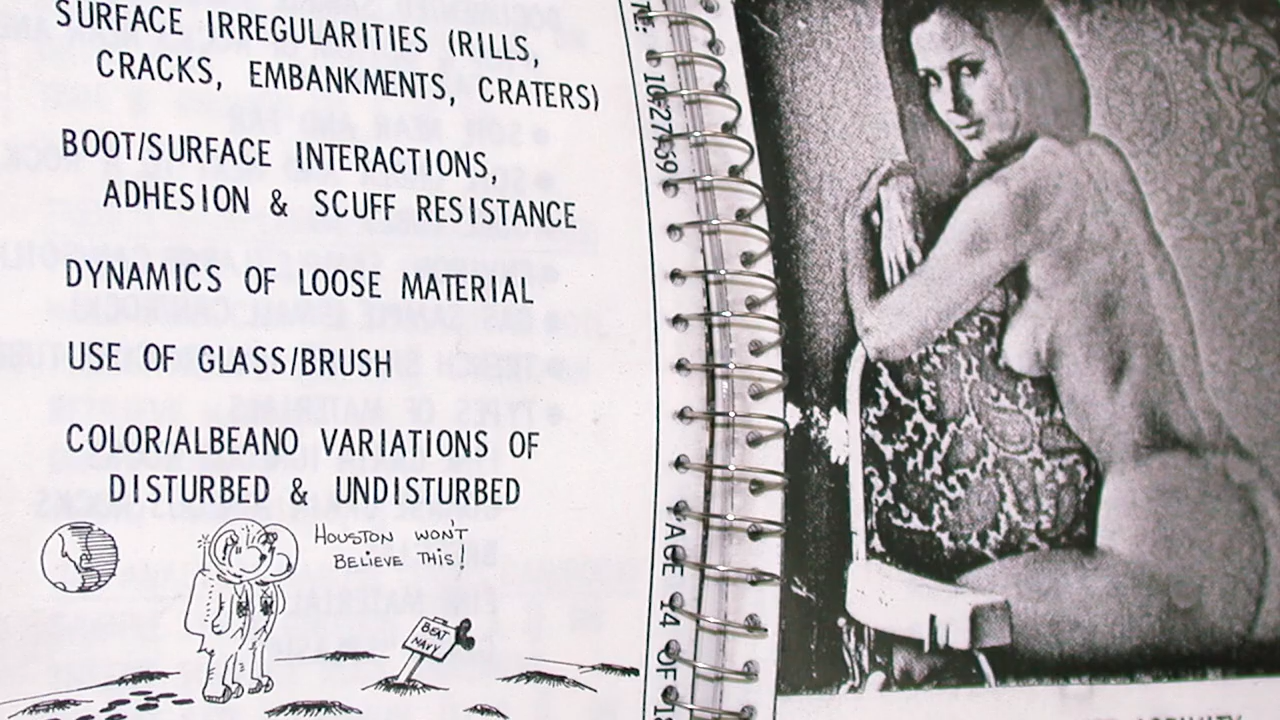 SURFACE IRREGULARITIES (RILLS,
CRACKS, EMBANKMENTS, CRATERS)
BOOT/SURFACE INTERACTIONS,
ADHESION & SCUFF RESISTANCE
DYNAMICS OF LOOSE MATERIAL
USE OF GLASS/BRUSH
COLOR/ALBEANO VARIATIONS OF
DISTURBED & UNDISTURBED
HOUSTON WON'T
BELIEVE THIS!
BEAT
NAVY
10-27-69
PAGE 14 OF 18